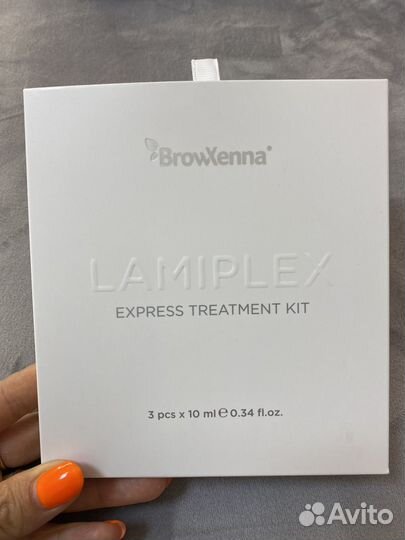 BrowXenna®
LAMIPLEX
EXPRESS TREATMENT KIT
3 pcs x 10 ml ℮ 0.34 fl.oz.
Avito